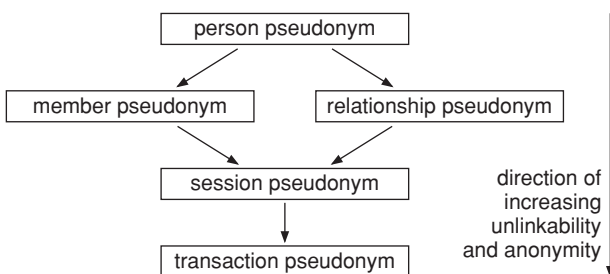 person pseudonym
member pseudonym
relationship pseudonym
session pseudonym
direction of
increasing
unlinkability
and anonymity
transaction pseudonym